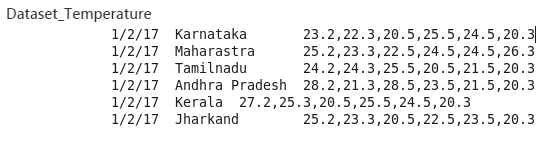 Dataset_Temperature
1/2/17 Karnataka 23.2,22.3,20.5,25.5,24.5,20.3
1/2/17 Maharastra 25.2,23.3,22.5,24.5,24.5,26.3
1/2/17 Tamilnadu 24.2,24.3,25.5,20.5,21.5,20.3
1/2/17 Andhra Pradesh 28.2,21.3,28.5,23.5,21.5,20.3
1/2/17 Kerala 27.2,25.3,20.5,25.5,24.5,20.3
1/2/17 Jharkand 25.2,23.3,20.5,22.5,23.5,20.3